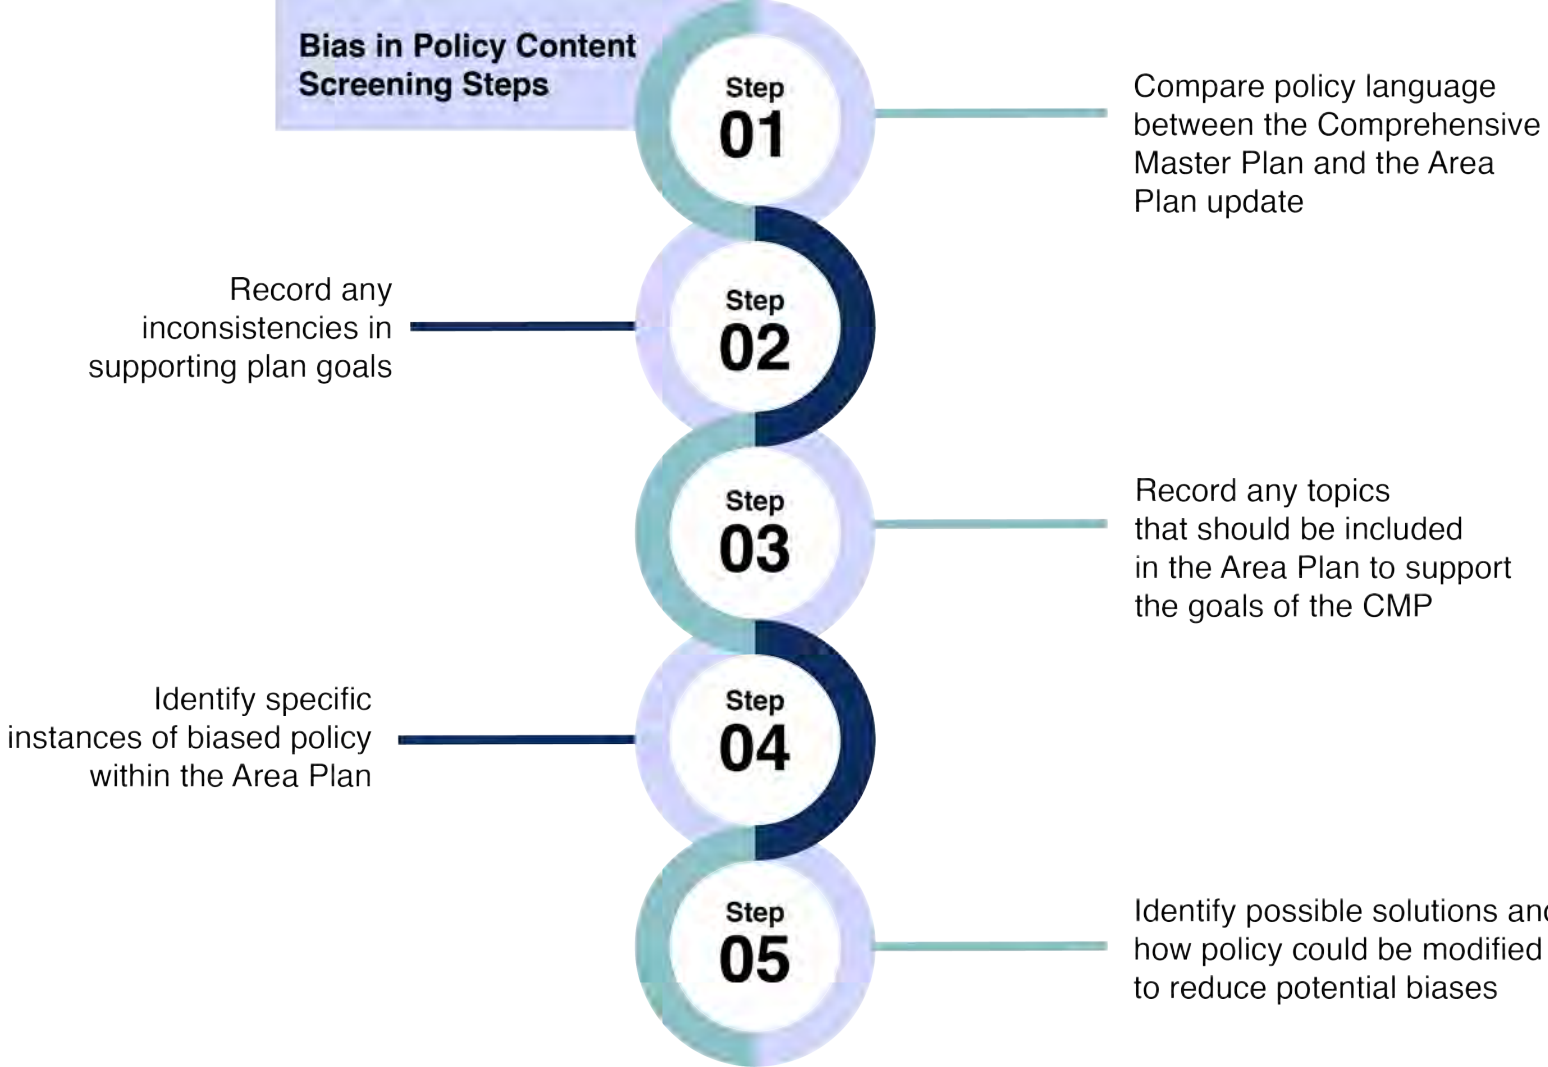 Bias in Policy Content
Screening Steps
Step
01
Compare policy language
between the Comprehensive
Master Plan and the Area
Plan update
Step
02
Record any
inconsistencies in
supporting plan goals
Step
03
Record any topics
that should be included
in the Area Plan to support
the goals of the CMP
Step
04
Identify specific
instances of biased policy
within the Area Plan
Step
05
Identify possible solutions and
how policy could be modified
to reduce potential biases